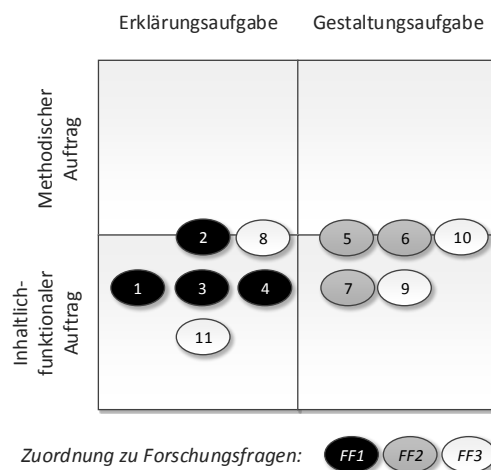 Erklärungsaufgabe Gestaltungsaufgabe
Methodischer
Auftrag
2 8 5 6 10
Inhaltlich-
funktionaler
Auftrag
1 3 4 7 9
11
Zuordnung zu Forschungsfragen: FF1 FF2 FF3